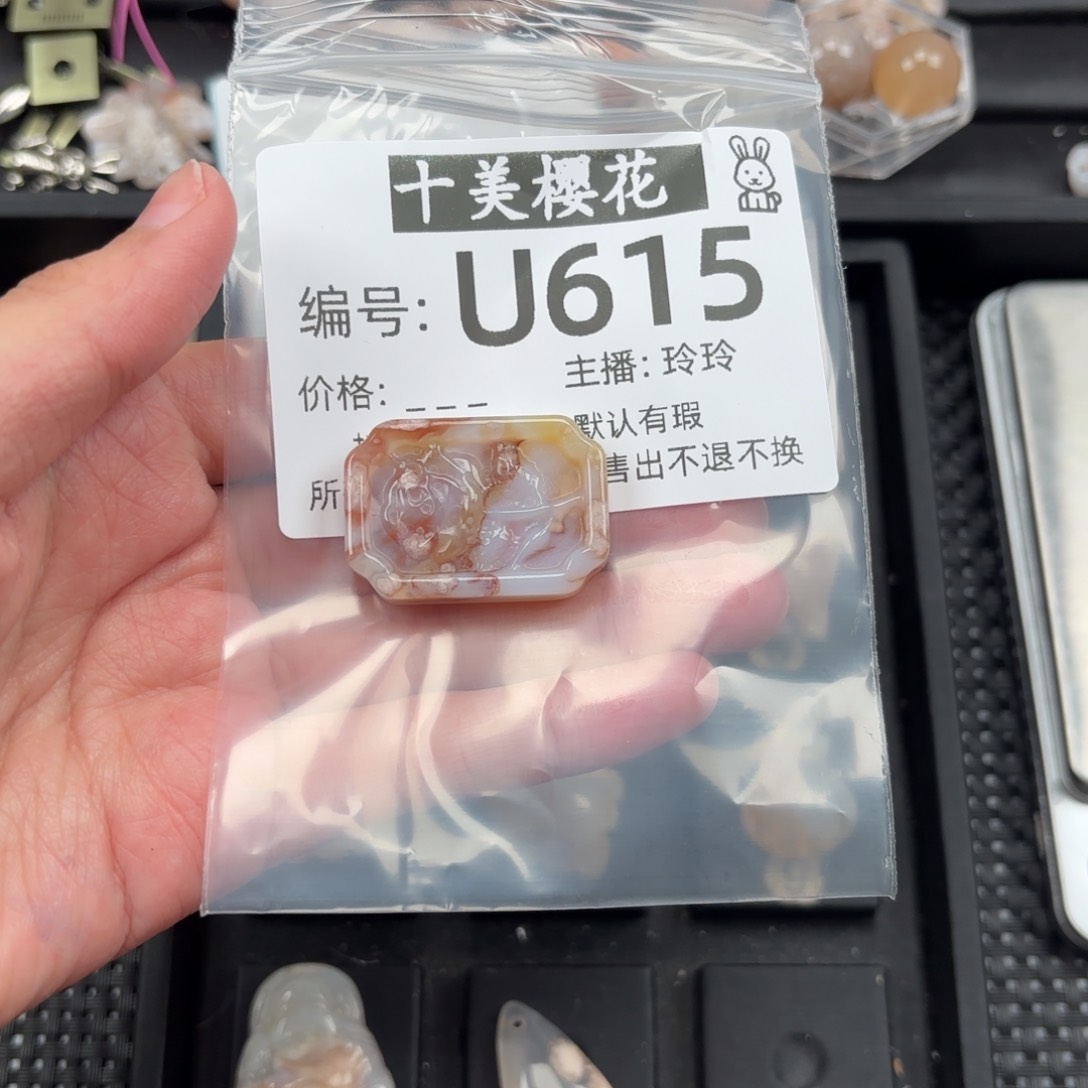 十美樱花
编号: U615
主播: 玲玲
价格: _ _ _
默认有瑕
所
售出不退不换